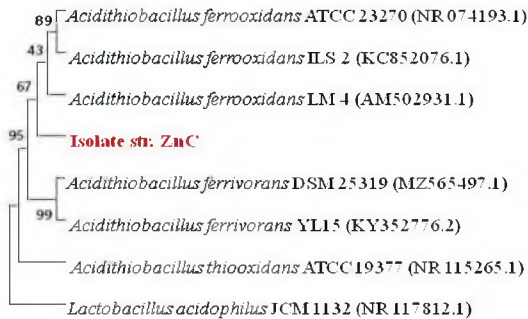 Acidithiobacillus ferrooxidans ATCC 23270 (NR 074193.1)
89
43
Acidithiobacillus ferrooxidans ILS 2 (KC852076.1)
67
Acidithiobacillus ferrooxidans LM 4 (AM502931.1)
95
Isolate str. ZnC
Acidithiobacillus ferrivorans DSM 25319 (MZ565497.1)
99
Acidithiobacillus ferrivorans YL15 (KY352776.2)
Acidithiobacillus thiooxidans ATCC 19377 (NR 115265.1)
Lactobacillus acidophilus JCM 1132 (NR 117812.1)